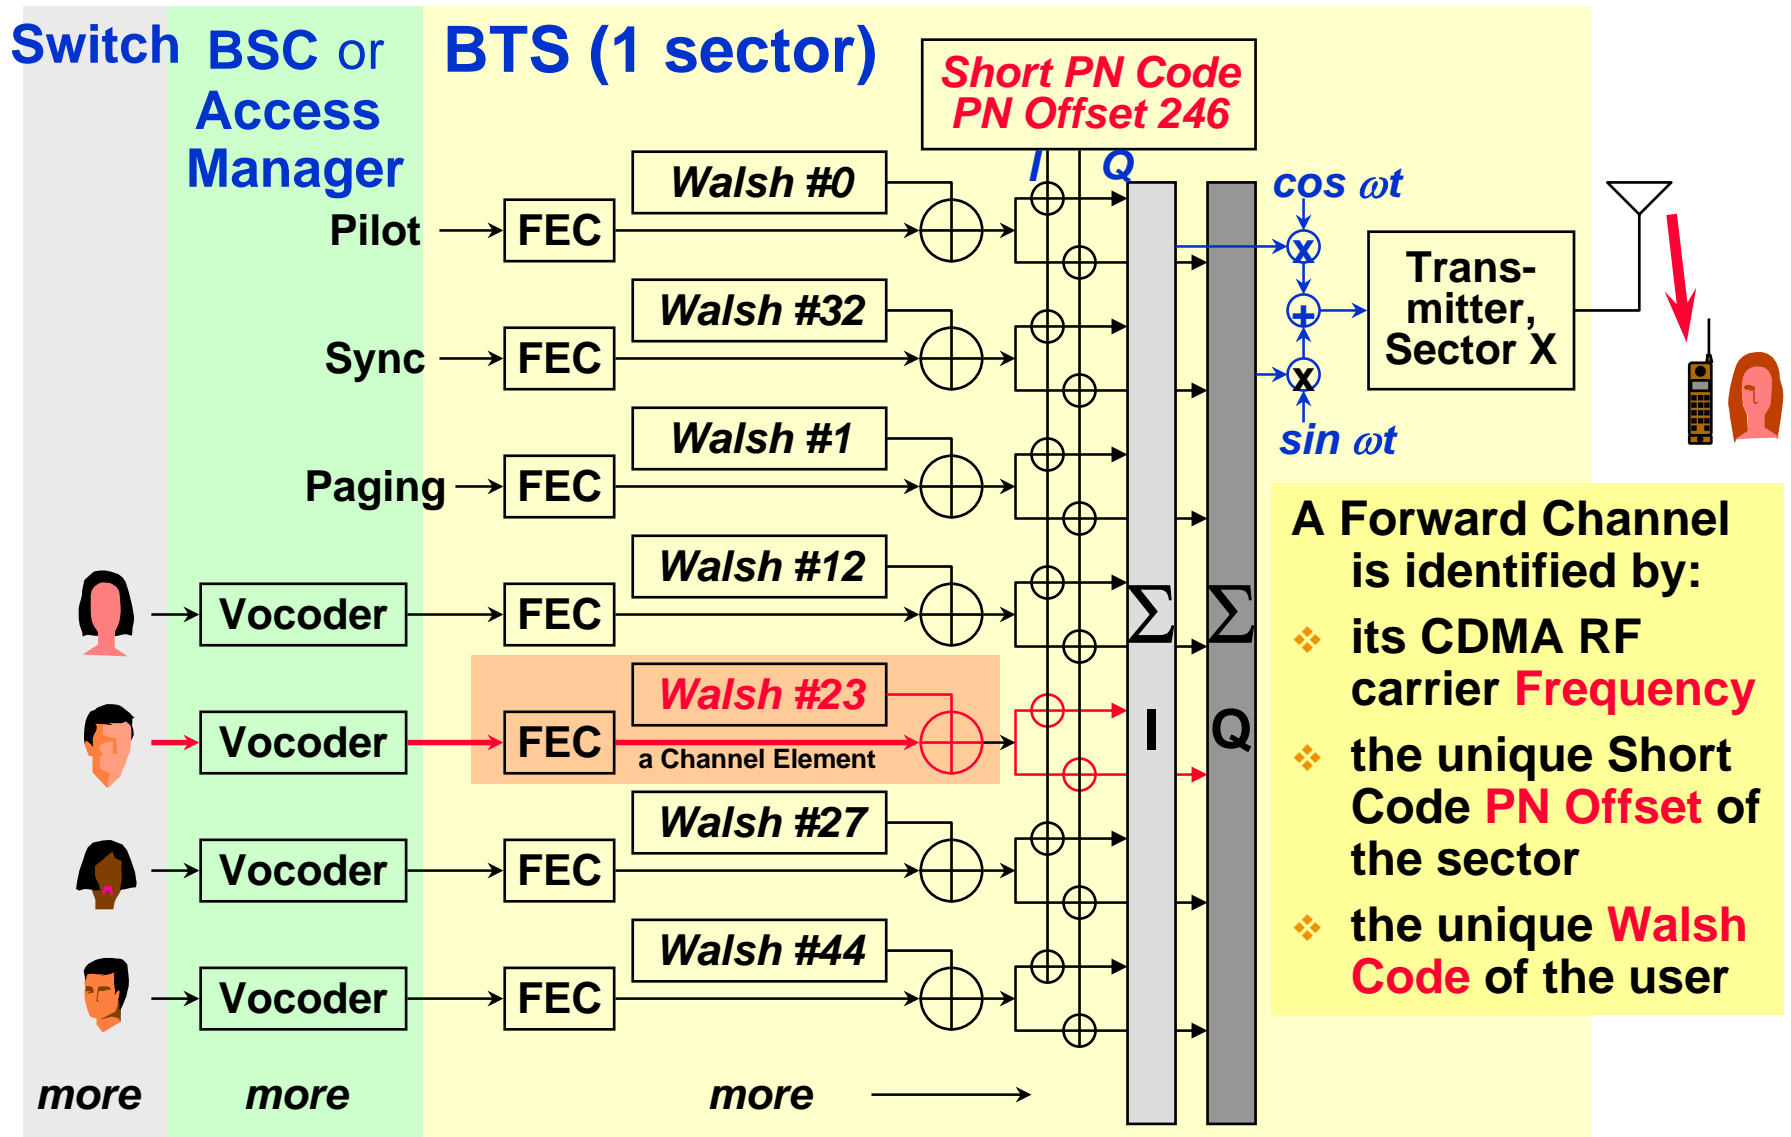 Switch
BSC or
Access
Manager
BTS (1 sector)
Short PN Code
PN Offset 246
I
Q
Pilot
FEC
Walsh #0
Sync
FEC
Walsh #32
Paging
FEC
Walsh #1
Vocoder
FEC
Walsh #12
Vocoder
FEC
Walsh #23
a Channel Element
Vocoder
FEC
Walsh #27
Vocoder
FEC
Walsh #44
more
more
more
Σ
I
Σ
Q
cos ωt
x
+
x
sin ωt
Trans-
mitter,
Sector X
A Forward Channel
is identified by:
❖ its CDMA RF
carrier Frequency
❖ the unique Short
Code PN Offset of
the sector
❖ the unique Walsh
Code of the user